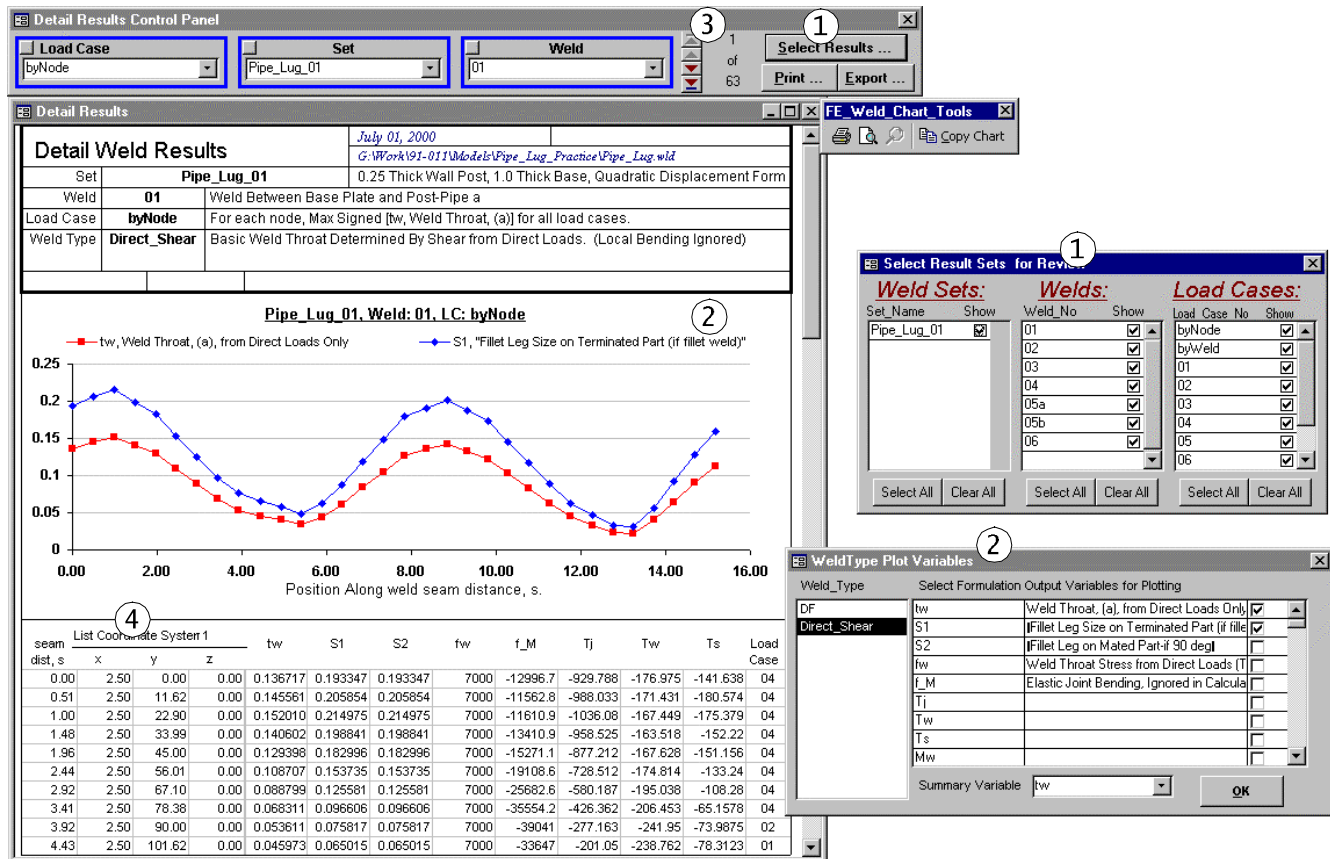 Detail Results Control Panel
Load Case
Set
Weld
byNode
Pipe_Lug_01
01
3
1
of
63
1
Select Results ...
Print ...
Export ...
Detail Results
FE_Weld_Chart_Tools
Copy Chart
Detail Weld Results
July 01, 2000
G:\Work\91-011\Models\Pipe_Lug_Practice\Pipe_Lug.wld
Set Pipe_Lug_01 0.25 Thick Wall Post, 1.0 Thick Base, Quadratic Displacement Form
Weld 01 Weld Between Base Plate and Post-Pipe a
Load Case byNode For each node, Max Signed [tw, Weld Throat, (a)] for all load cases.
Weld Type Direct_Shear Basic Weld Throat Determined By Shear from Direct Loads. (Local Bending Ignored)
Pipe_Lug_01, Weld: 01, LC: byNode
2
tw, Weld Throat, (a), from Direct Loads Only
S1, "Fillet Leg Size on Terminated Part (if fillet weld)"
0.25
0.2
0.15
0.1
0.05
0
0.00 2.00 4.00 6.00 8.00 10.00 12.00 14.00 16.00
Position Along weld seam distance, s.
4
seam dist, s List Coordinate System 1 x y z tw S1 S2 fw f_M Tj Tw Ts Load Case
0.00 2.50 0.00 0.00 0.136717 0.193347 0.193347 7000 -12996.7 -929.788 -176.975 -141.638 04
0.51 2.50 11.62 0.00 0.145561 0.205854 0.205854 7000 -11562.8 -988.033 -171.431 -180.574 04
1.00 2.50 22.90 0.00 0.152010 0.214975 0.214975 7000 -11610.9 -1036.08 -167.449 -175.379 04
1.48 2.50 33.99 0.00 0.140602 0.198841 0.198841 7000 -13410.9 -958.525 -163.518 -152.22 04
1.96 2.50 45.00 0.00 0.129398 0.182996 0.182996 7000 -15271.1 -877.212 -167.628 -151.156 04
2.44 2.50 56.01 0.00 0.108707 0.153735 0.153735 7000 -19108.6 -728.512 -174.814 -133.24 04
2.92 2.50 67.10 0.00 0.088799 0.125581 0.125581 7000 -25682.6 -580.187 -195.038 -108.28 04
3.41 2.50 78.38 0.00 0.068311 0.096606 0.096606 7000 -35554.2 -426.362 -206.453 -65.1578 04
3.92 2.50 90.00 0.00 0.053611 0.075817 0.075817 7000 -39041 -277.163 -241.95 -73.9875 02
4.43 2.50 101.62 0.00 0.045973 0.065015 0.065015 7000 -33647 -201.05 -238.762 -78.3123 01
1
Select Result Sets for Review
Weld Sets:
Set_Name Show
Pipe_Lug_01
Select All Clear All
Welds:
Weld_No Show
01
02
03
04
05a
05b
06
Select All Clear All
Load Cases:
Load_Case_No Show
byNode
byWeld
01
02
03
04
05
06
Select All Clear All
2
WeldType Plot Variables
Weld_Type
Select Formulation Output Variables for Plotting
DF
Direct_Shear
tw Weld Throat, (a), from Direct Loads Only
S1 Fillet Leg Size on Terminated Part (if fille
S2 Fillet Leg on Mated Part-if 90 deg
fw Weld Throat Stress from Direct Loads (T
f_M Elastic Joint Bending, Ignored in Calcula
Tj
Tw
Ts
Mw
Summary Variable tw
OK